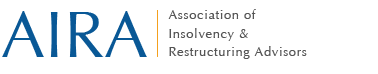 AIRA
Association of
Insolvency &
Restructuring Advisors